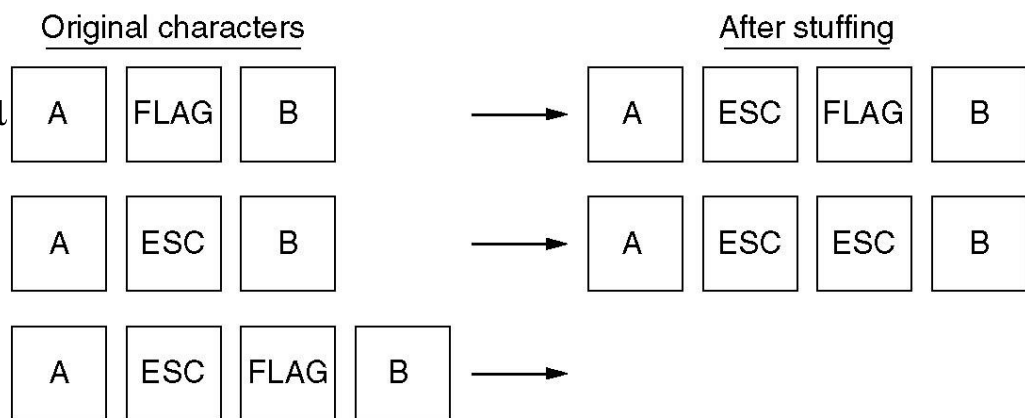 Original characters After stuffing
A FLAG B A ESC FLAG B
A ESC B A ESC ESC B
A ESC FLAG B